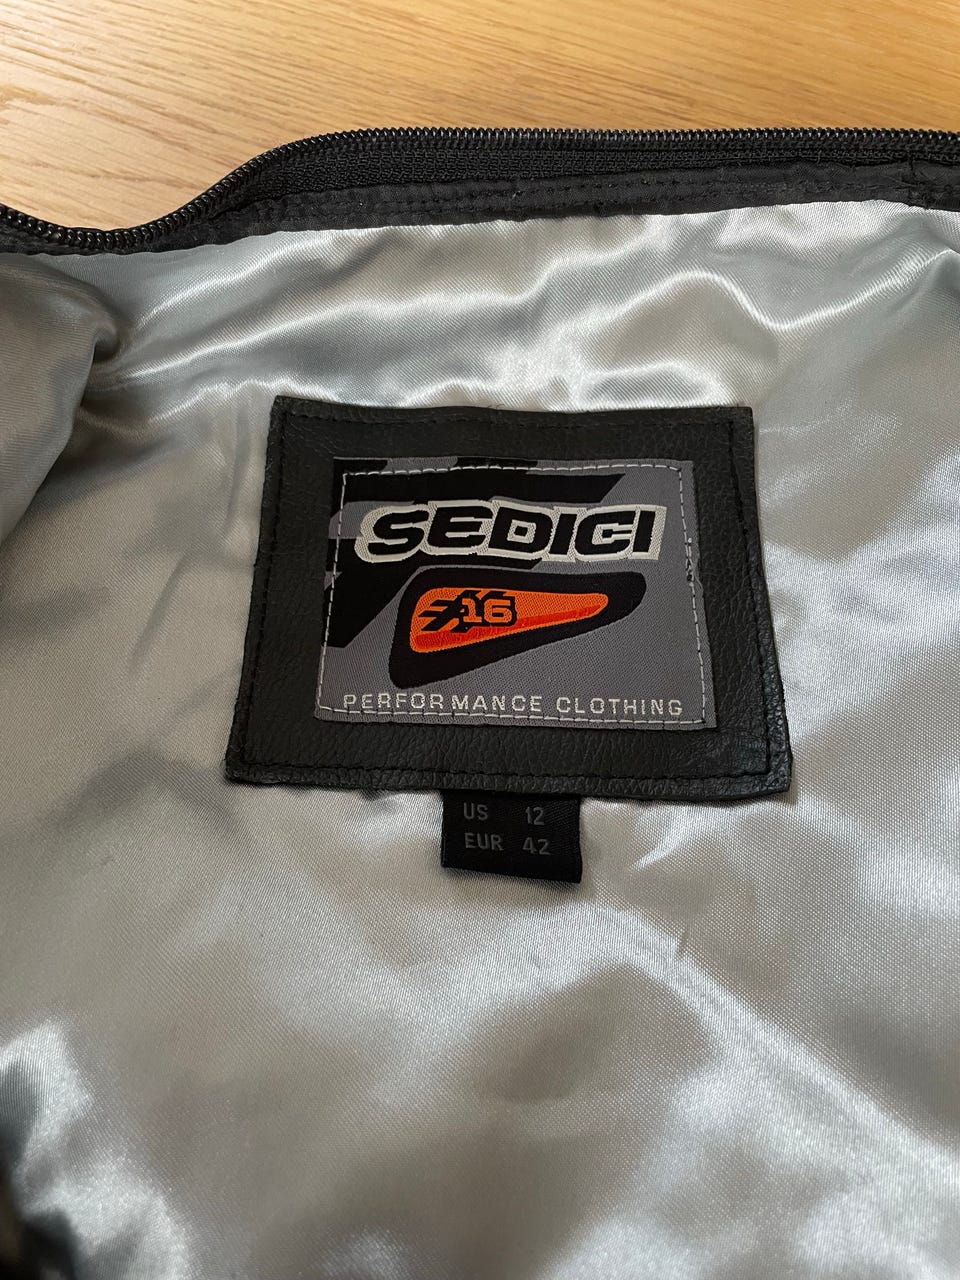 SEDICI
#16
PERFORMANCE CLOTHING
US 12
EUR 42